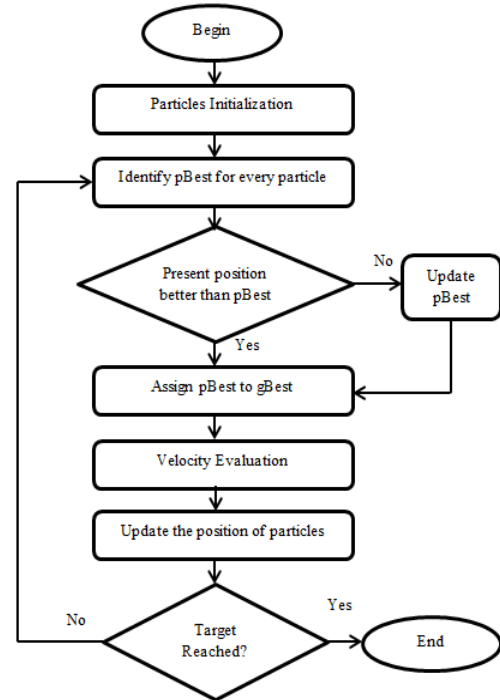 Begin
Particles Initialization
Identify pBest for every particle
Present position
better than pBest
No
Update
pBest
Yes
Assign pBest to gBest
Velocity Evaluation
Update the position of particles
No
Target
Reached?
Yes
End